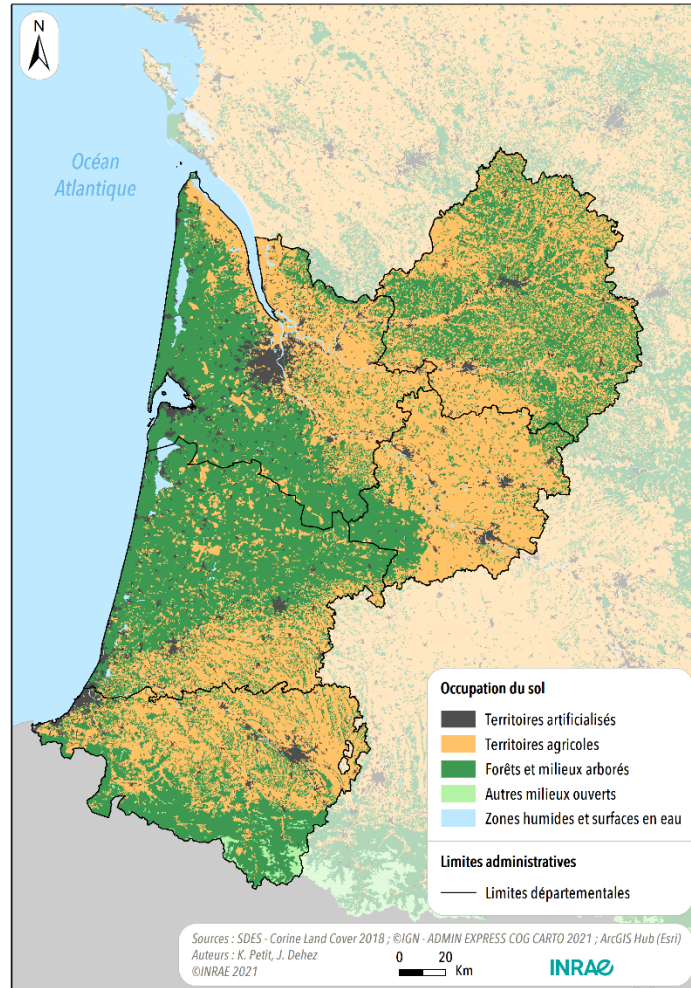 N
Océan
Atlantique
Occupation du sol
Territoires artificialisés
Territoires agricoles
Forêts et milieux arborés
Autres milieux ouverts
Zones humides et surfaces en eau
Limites administratives
Limites départementales
Sources : SDES - Corine Land Cover 2018 ; ©IGN - ADMIN EXPRESS COG CARTO 2021 ; ArcGIS Hub (Esri)
Auteurs : K. Petit, J. Dehez
©INRAE 2021
0 20
Km
INRAE